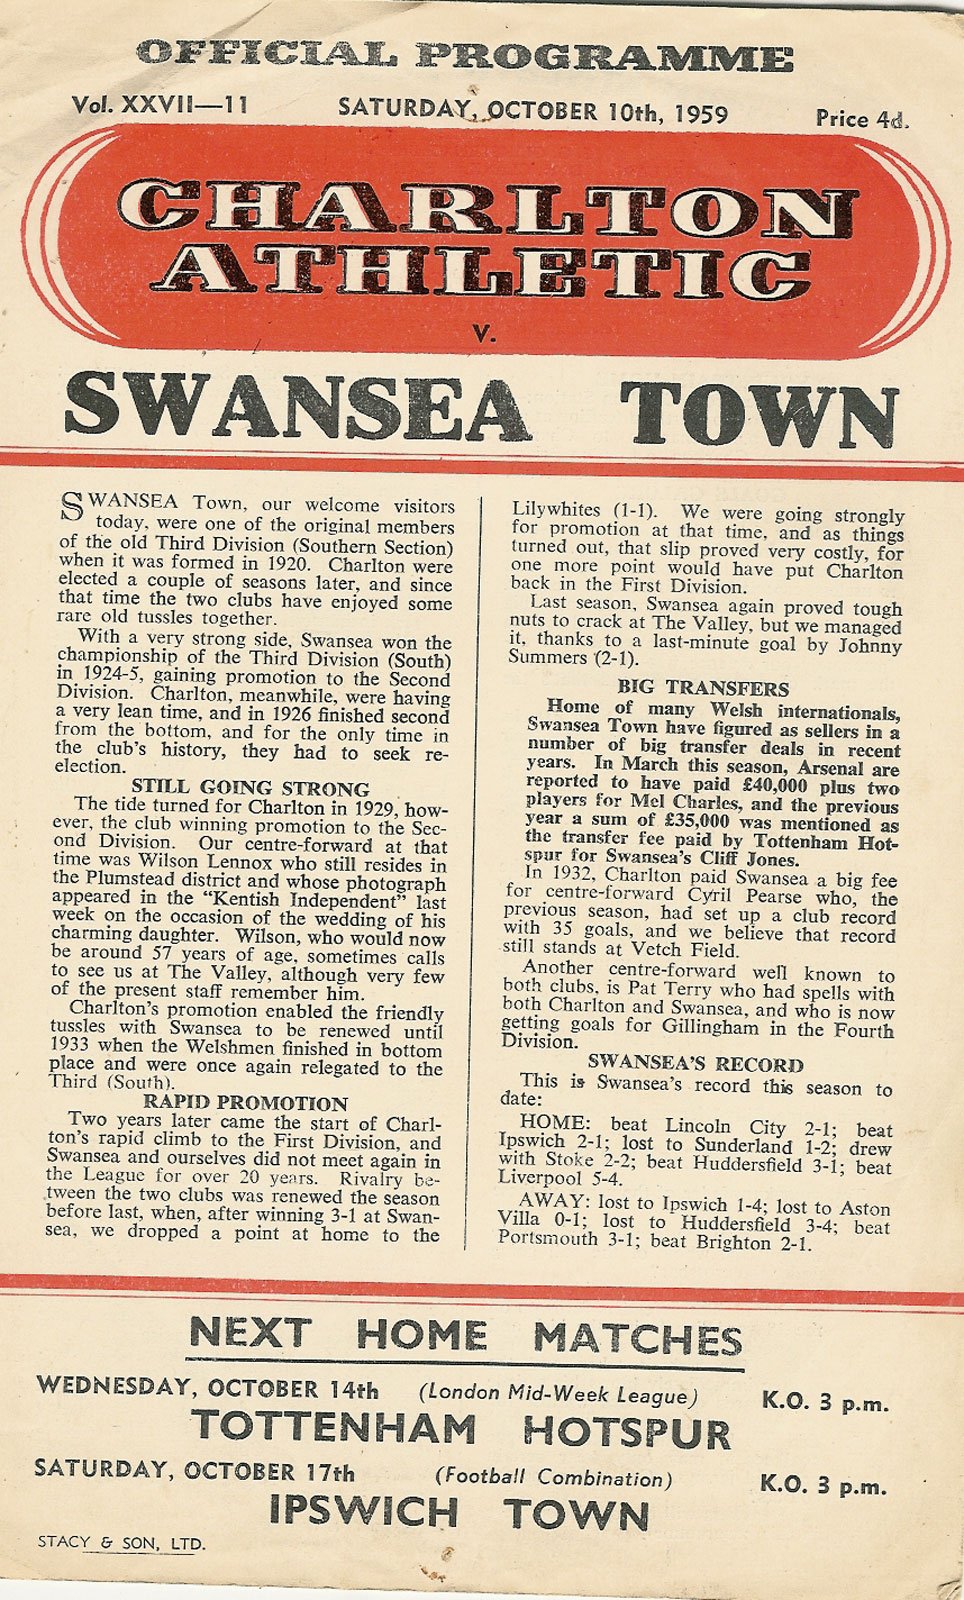 OFFICIAL PROGRAMME
Vol. XXVII—11 SATURDAY, OCTOBER 10th, 1959 Price 4d.
CHARLTON
ATHLETIC
v.
SWANSEA TOWN
SWANSEA Town, our welcome visitors
today, were one of the original members
of the old Third Division (Southern Section)
when it was formed in 1920. Charlton were
elected a couple of seasons later, and since
that time the two clubs have enjoyed some
rare old tussles together.
With a very strong side, Swansea won the
championship of the Third Division (South)
in 1924-5, gaining promotion to the Second
Division. Charlton, meanwhile, were having
a very lean time, and in 1926 finished second
from the bottom, and for the only time in
the club's history, they had to seek re-
election.
STILL GOING STRONG
The tide turned for Charlton in 1929, how-
ever, the club winning promotion to the Sec-
ond Division. Our centre-forward at that
time was Wilson Lennox who still resides in
the Plumstead district and whose photograph
appeared in the "Kentish Independent" last
week on the occasion of the wedding of his
charming daughter. Wilson, who would now
be around 57 years of age, sometimes calls
to see us at The Valley, although very few
of the present staff remember him.
Charlton's promotion enabled the friendly
tussles with Swansea to be renewed until
1933 when the Welshmen finished in bottom
place and were once again relegated to the
Third (South).
RAPID PROMOTION
Two years later came the start of Charl-
ton's rapid climb to the First Division, and
Swansea and ourselves did not meet again in
the League for over 20 years. Rivalry be-
tween the two clubs was renewed the season
before last, when, after winning 3-1 at Swan-
sea, we dropped a point at home to the
Lilywhites (1-1). We were going strongly
for promotion at that time, and as things
turned out, that slip proved very costly, for
one more point would have put Charlton
back in the First Division.
Last season, Swansea again proved tough
nuts to crack at The Valley, but we managed
it, thanks to a last-minute goal by Johnny
Summers (2-1).
BIG TRANSFERS
Home of many Welsh internationals,
Swansea Town have figured as sellers in a
number of big transfer deals in recent
years. In March this season, Arsenal are
reported to have paid £40,000 plus two
players for Mel Charles, and the previous
year a sum of £35,000 was mentioned as
the transfer fee paid by Tottenham Hot-
spur for Swansea's Cliff Jones.
In 1932, Charlton paid Swansea a big fee
for centre-forward Cyril Pearse who, the
previous season, had set up a club record
with 35 goals, and we believe that record
still stands at Vetch Field.
Another centre-forward well known to
both clubs, is Pat Terry who had spells with
both Charlton and Swansea, and who is now
getting goals for Gillingham in the Fourth
Division.
SWANSEA'S RECORD
This is Swansea's record this season to
date:
HOME: beat Lincoln City 2-1; beat
Ipswich 2-1; lost to Sunderland 1-2; drew
with Stoke 2-2; beat Huddersfield 3-1; beat
Liverpool 5-4.
AWAY: lost to Ipswich 1-4; lost to Aston
Villa 0-1; lost to Huddersfield 3-4; beat
Portsmouth 3-1; beat Brighton 2-1.
NEXT HOME MATCHES
WEDNESDAY, OCTOBER 14th (London Mid-Week League) K.O. 3 p.m.
TOTTENHAM HOTSPUR
SATURDAY, OCTOBER 17th (Football Combination) K.O. 3 p.m.
IPSWICH TOWN
STACY & SON, LTD.